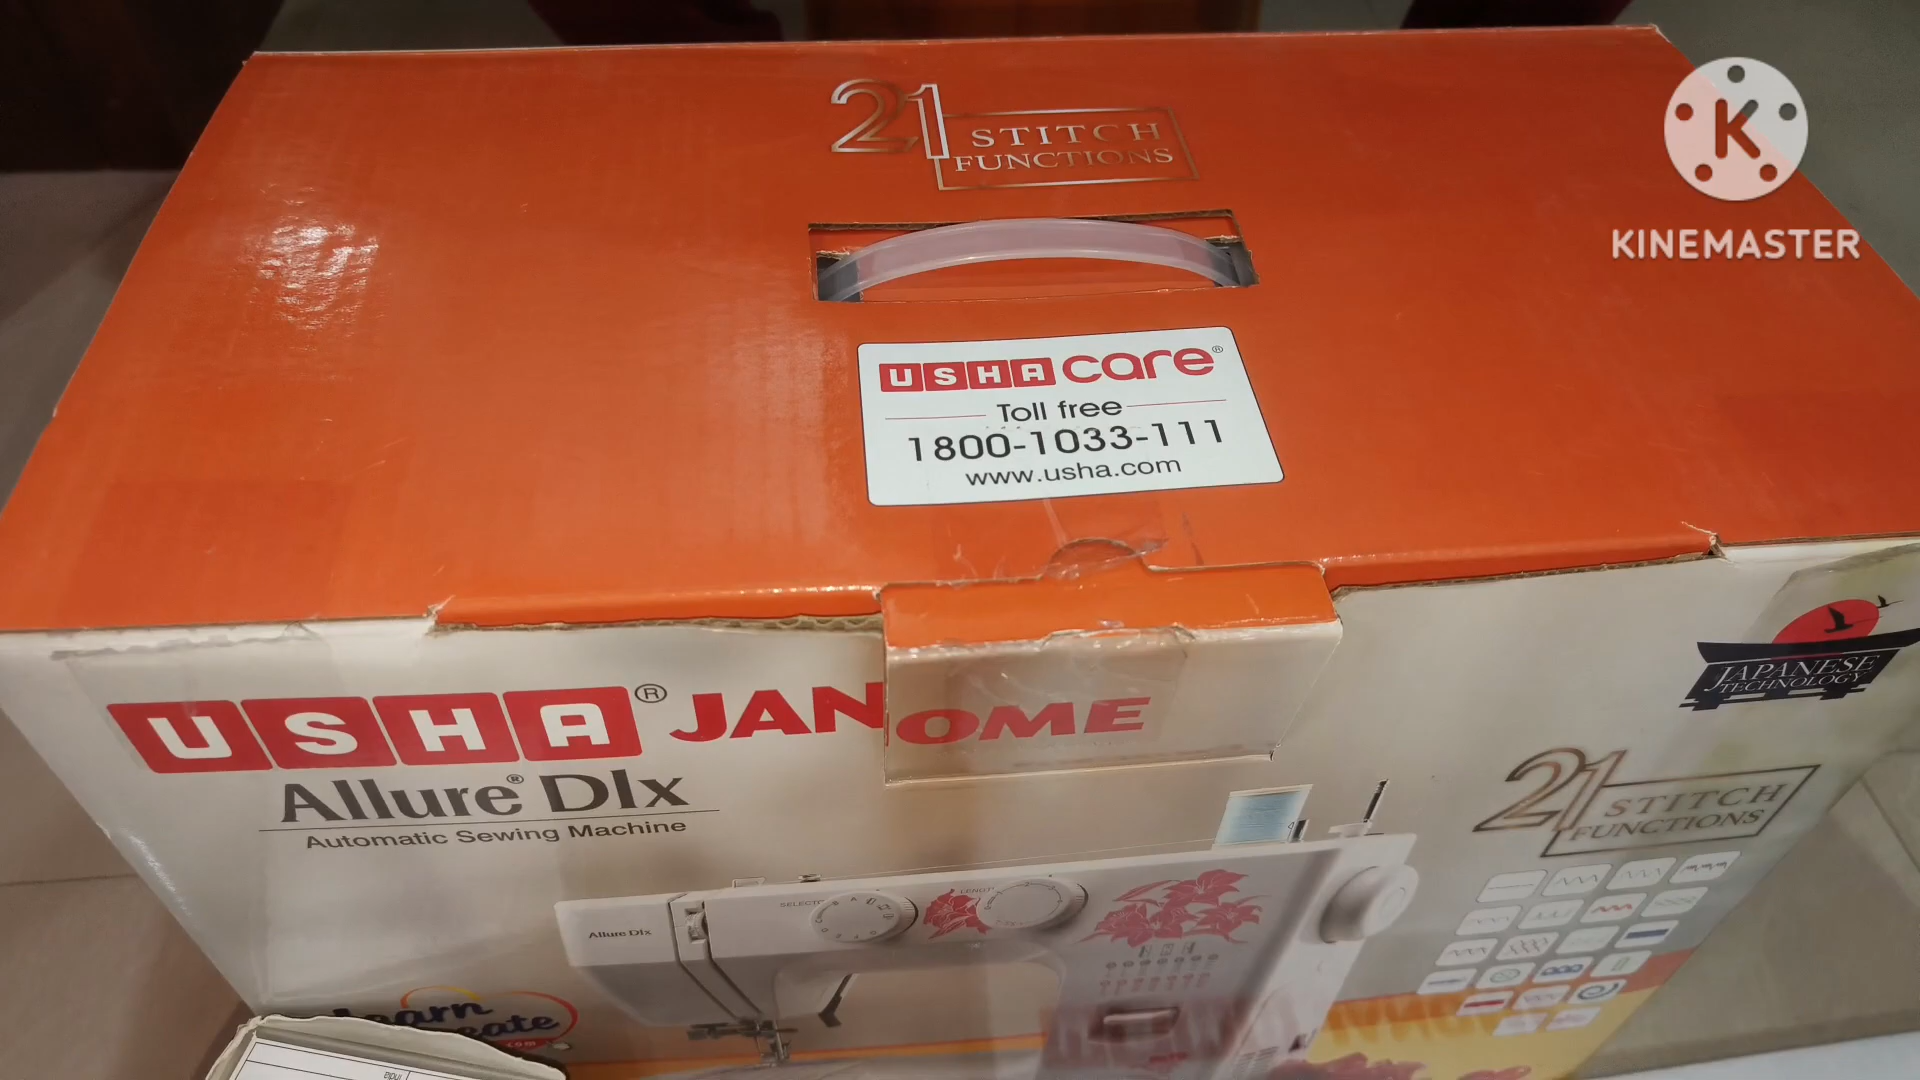 21 STITCH
FUNCTIONS
K
KINEMASTER
USHA care®
Toll free
1800-1033-111
www.usha.com
USHA® JANOME
Allure® Dlx
Automatic Sewing Machine
JAPANESE
TECHNOLOGY
21 STITCH
FUNCTIONS
Allure Dlx
LENGTH